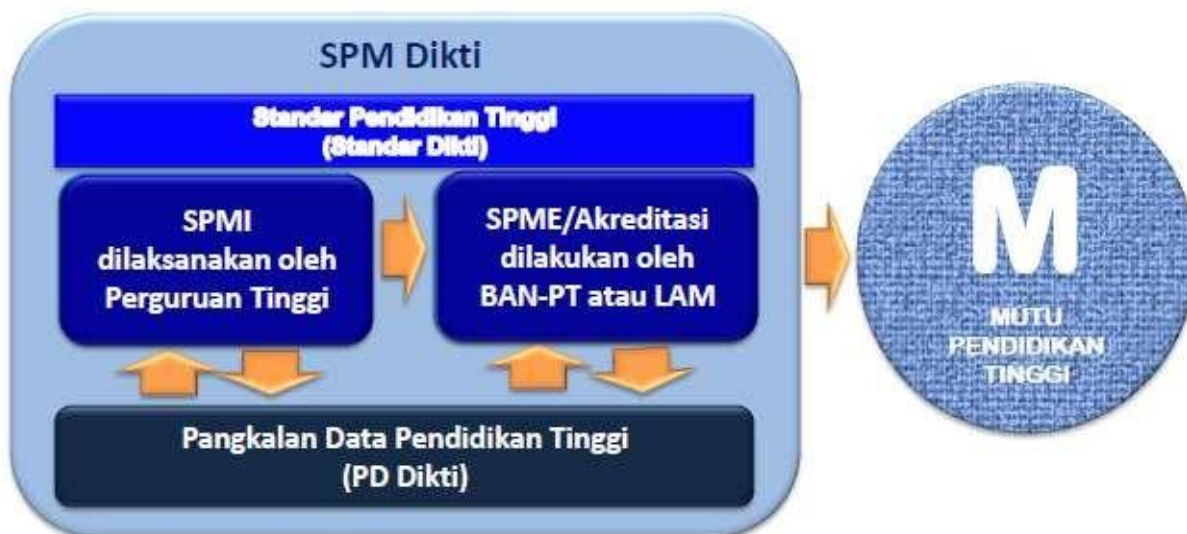 SPM Dikti
Standar Pendidikan Tinggi
(Standar Dikti)
SPMI
dilaksanakan oleh
Perguruan Tinggi
SPME/Akreditasi
dilakukan oleh
BAN-PT atau LAM
Pangkalan Data Pendidikan Tinggi
(PD Dikti)
M
MUTU
PENDIDIKAN
TINGGI